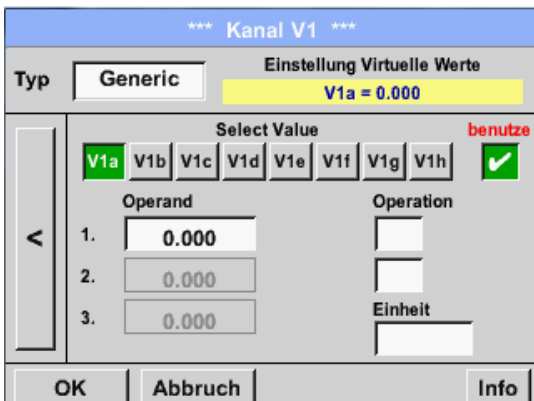 *** Kanal V1 ***
Typ Generic Einstellung Virtuelle Werte
V1a = 0.000
Select Value benutze
V1a V1b V1c V1d V1e V1f V1g V1h ✔
Operand Operation
< 1. 0.000
2. 0.000
3. 0.000 Einheit
OK Abbruch Info